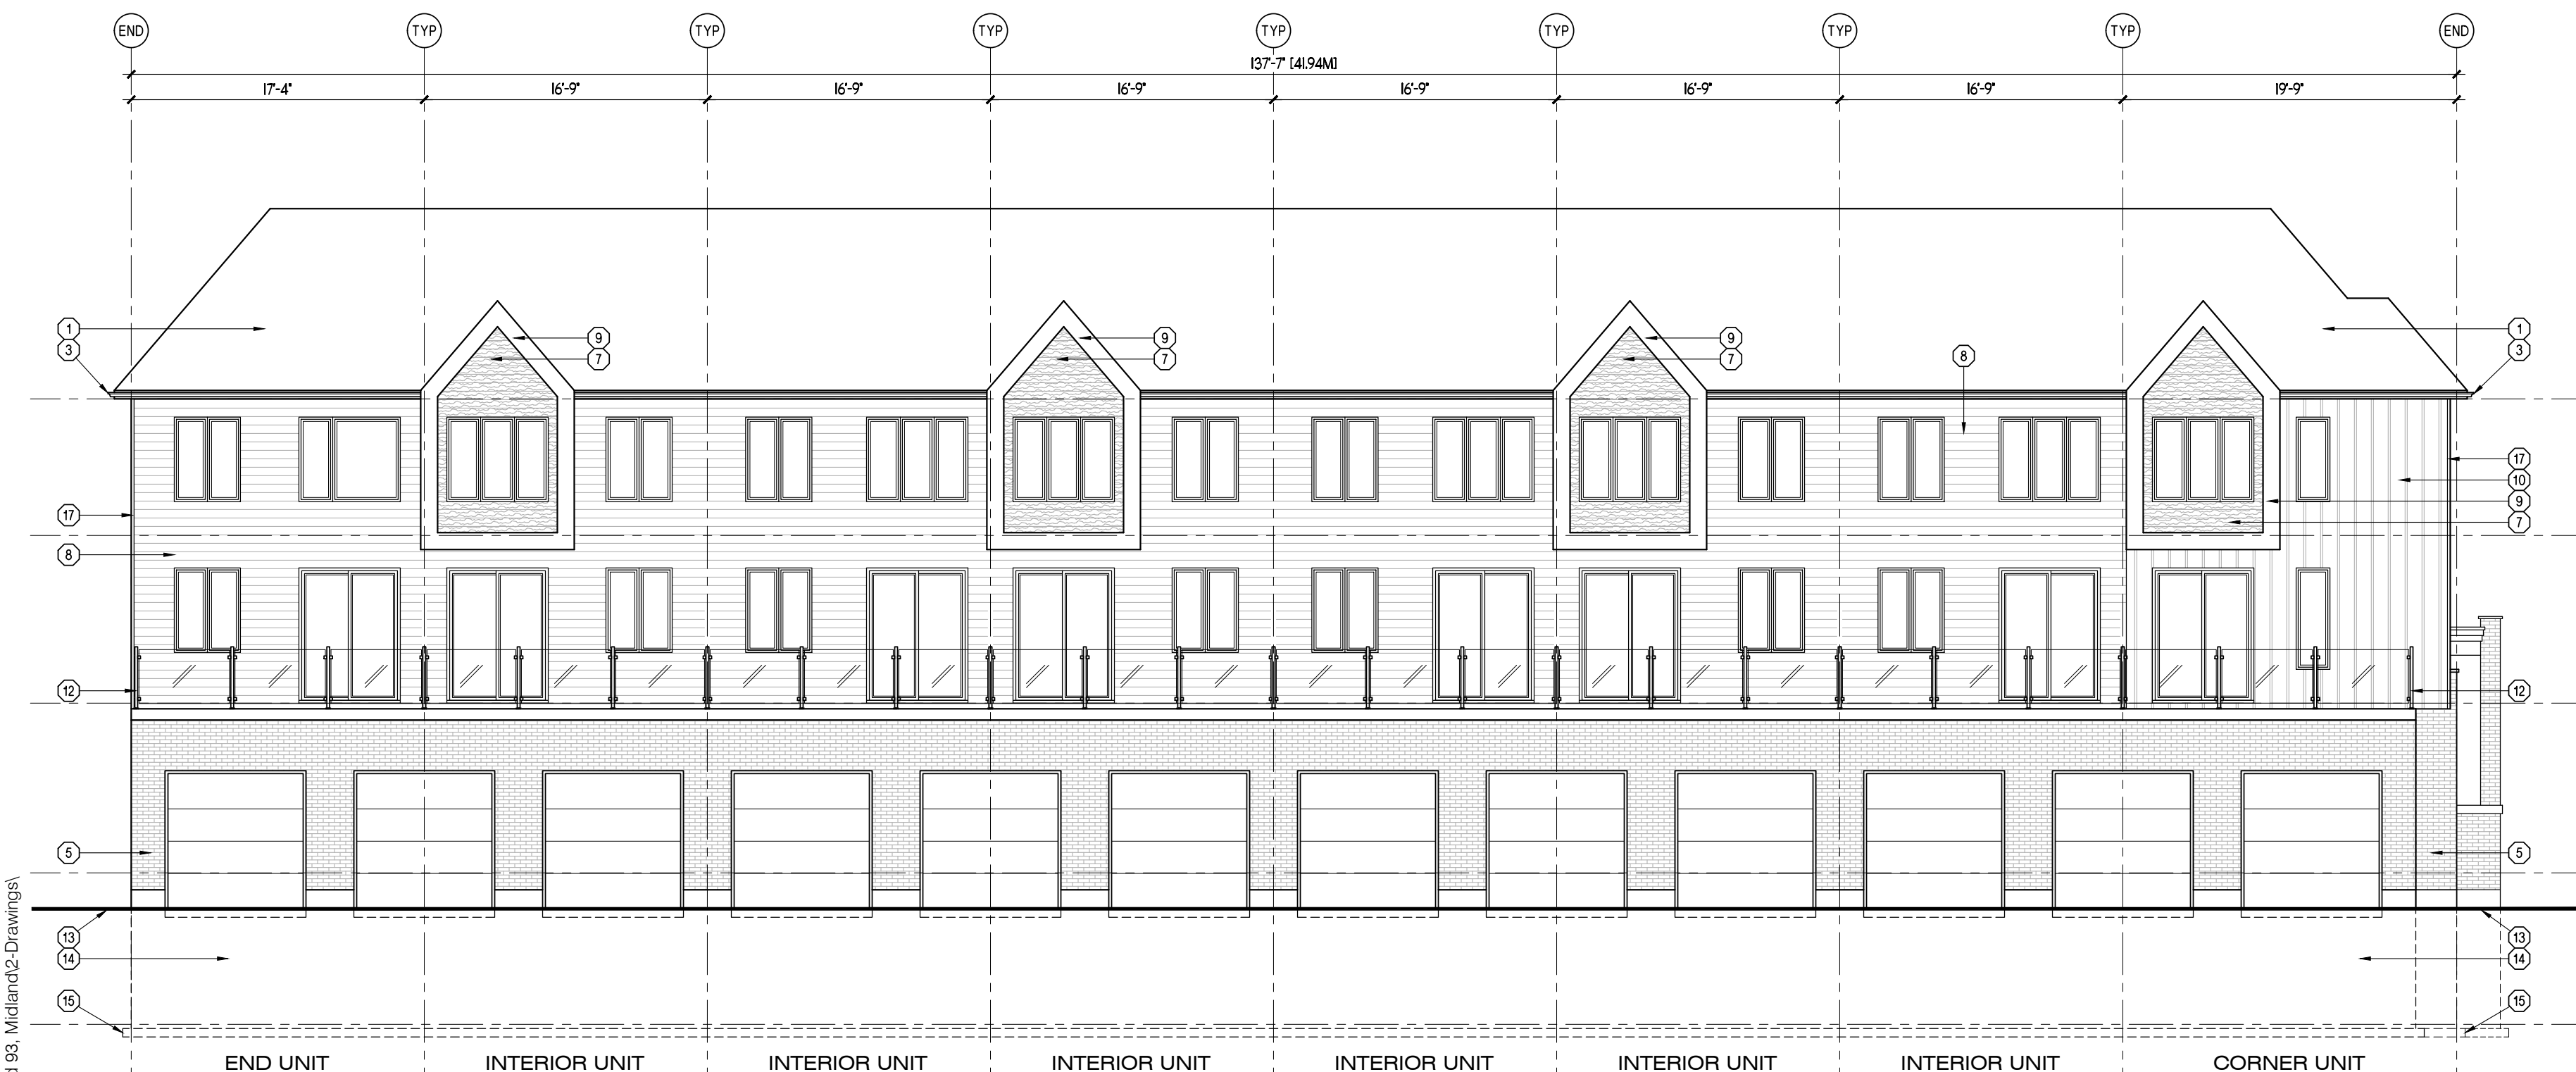 END TYP TYP TYP TYP TYP TYP TYP END
137'-7" [41.94M]
17'-4" 16'-9" 16'-9" 16'-9" 16'-9" 16'-9" 16'-9" 19'-9"
1 9 9 9 1
3 7 7 7 8 3
17
10
17 9
7
8
12 12
5 5
13 13
14 14
15 15
END UNIT INTERIOR UNIT INTERIOR UNIT INTERIOR UNIT INTERIOR UNIT INTERIOR UNIT INTERIOR UNIT CORNER UNIT
93, Midland\2-Drawings\